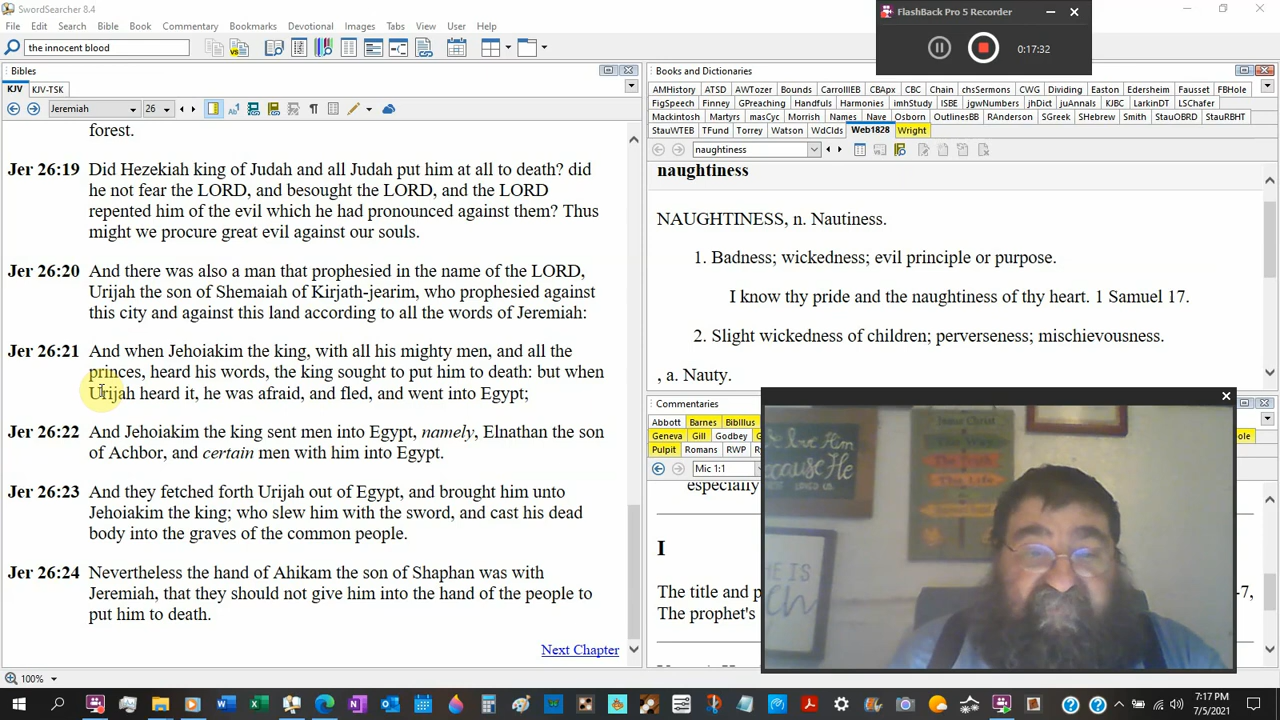 SwordSearcher 8.4
File Edit Search Bible Book Commentary Bookmarks Devotional Images Tabs View User Help
the innocent blood
Bibles
KJV KJV-TSK
Jeremiah 26
forest.
Jer 26:19 Did Hezekiah king of Judah and all Judah put him at all to death? did
he not fear the LORD, and besought the LORD, and the LORD
repented him of the evil which he had pronounced against them? Thus
might we procure great evil against our souls.
Jer 26:20 And there was also a man that prophesied in the name of the LORD,
Urijah the son of Shemaiah of Kirjath-jearim, who prophesied against
this city and against this land according to all the words of Jeremiah:
Jer 26:21 And when Jehoiakim the king, with all his mighty men, and all the
princes, heard his words, the king sought to put him to death: but when
Urijah heard it, he was afraid, and fled, and went into Egypt;
Jer 26:22 And Jehoiakim the king sent men into Egypt, namely, Elnathan the son
of Achbor, and certain men with him into Egypt.
Jer 26:23 And they fetched forth Urijah out of Egypt, and brought him unto
Jehoiakim the king; who slew him with the sword, and cast his dead
body into the graves of the common people.
Jer 26:24 Nevertheless the hand of Ahikam the son of Shaphan was with
Jeremiah, that they should not give him into the hand of the people to
put him to death.
Next Chapter
100%
FlashBack Pro 5 Recorder
0:17:32
Books and Dictionaries
AMHistory ATSD AWTozer Bounds CarrollIEB CBApx CBC Chain chsSermons CWG Dividing Easton Edersheim Fausset FBHole
FigSpeech Finney GPreaching Handfuls Harmonies imhStudy ISBE jgwNumbers jhDict juAnnals KJBC LarkinDT LSChafer
Mackintosh Martyrs masCyc Morrish Names Nave Osborn OutlinesBB RAnderson SGreek SHebrew Smith StauOBRD StauRBHT
StauWTEB TFund Torrey Watson WdClds Web1828 Wright
naughtiness
naughtiness
NAUGHTINESS, n. Nautiness.
1. Badness; wickedness; evil principle or purpose.
I know thy pride and the naughtiness of thy heart. 1 Samuel 17.
2. Slight wickedness of children; perverseness; mischievousness.
, a. Nauty.
Commentaries
Abbott Barnes BibIllus
Geneva Gill Godbey
Pulpit Romans RWP
Mic 1:1
especially
I
The title and p
-7,
The prophet's
love Him
because He
Jesus Christ
The Way
The Truth
The Life
7:17 PM
7/5/2021